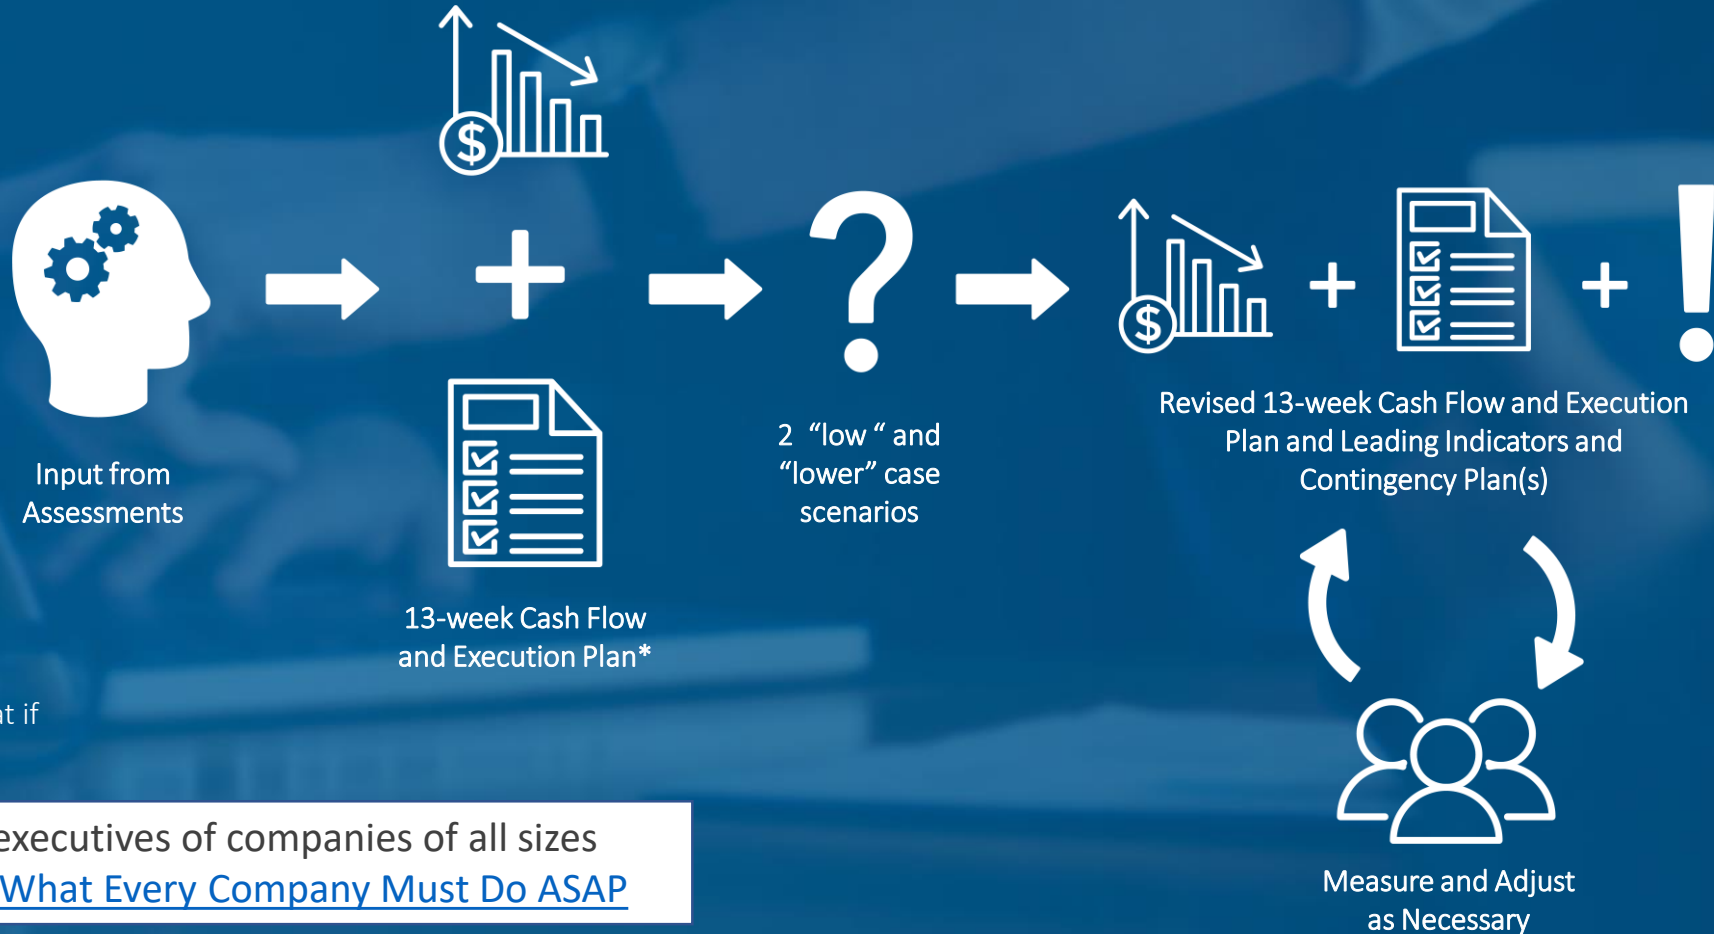 Input from
Assessments
13-week Cash Flow
and Execution Plan*
2 “low “ and
“lower” case
scenarios
Revised 13-week Cash Flow and Execution
Plan and Leading Indicators and
Contingency Plan(s)
Measure and Adjust
as Necessary
if
executives of companies of all sizes
What Every Company Must Do ASAP